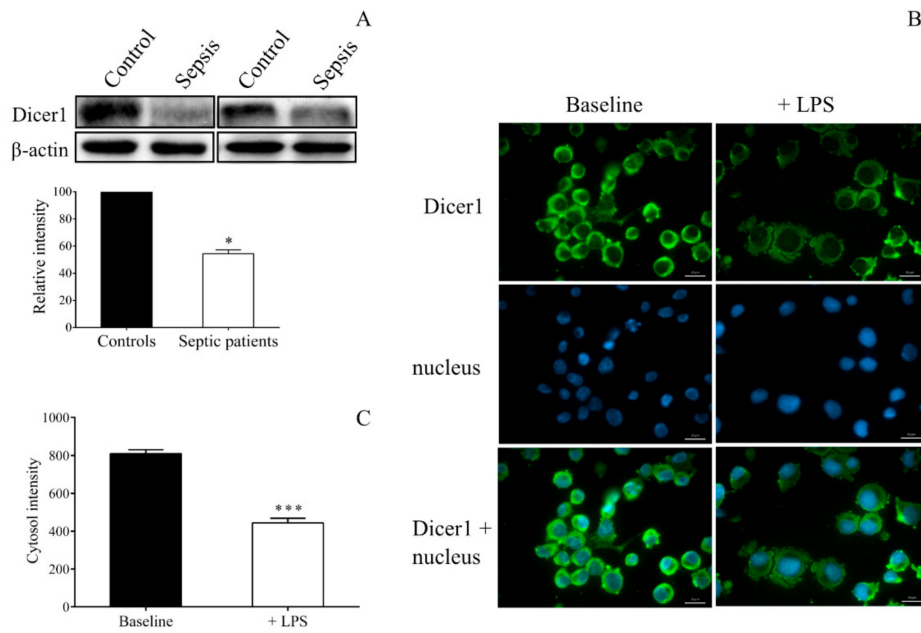 A
Control
Sepsis
Control
Sepsis
Dicer1
β-actin
Relative intensity
100
80
60
40
20
0
*
Controls
Septic patients
C
Cytosol intensity
1000
800
600
400
200
0
***
Baseline
+ LPS
B
Baseline
+ LPS
Dicer1
nucleus
Dicer1 +
nucleus